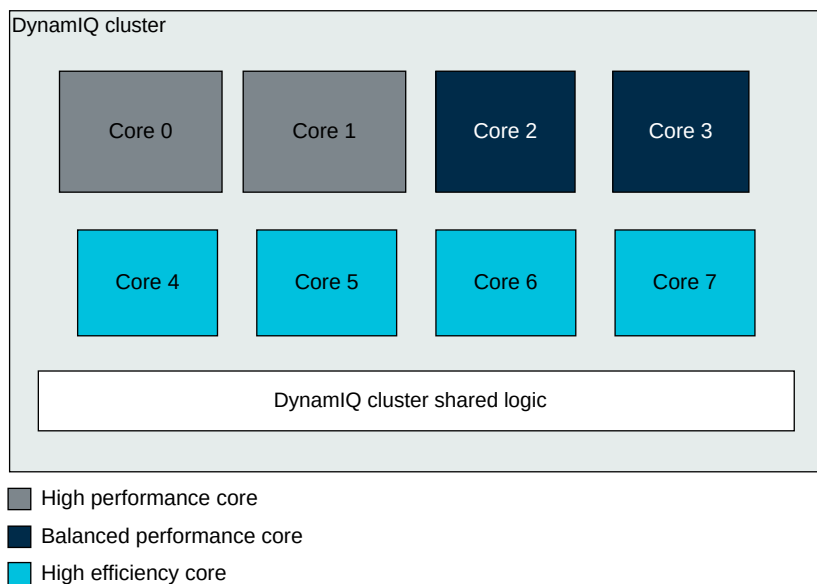 DynamIQ cluster
Core 0
Core 1
Core 2
Core 3
Core 4
Core 5
Core 6
Core 7
DynamIQ cluster shared logic
High performance core
Balanced performance core
High efficiency core